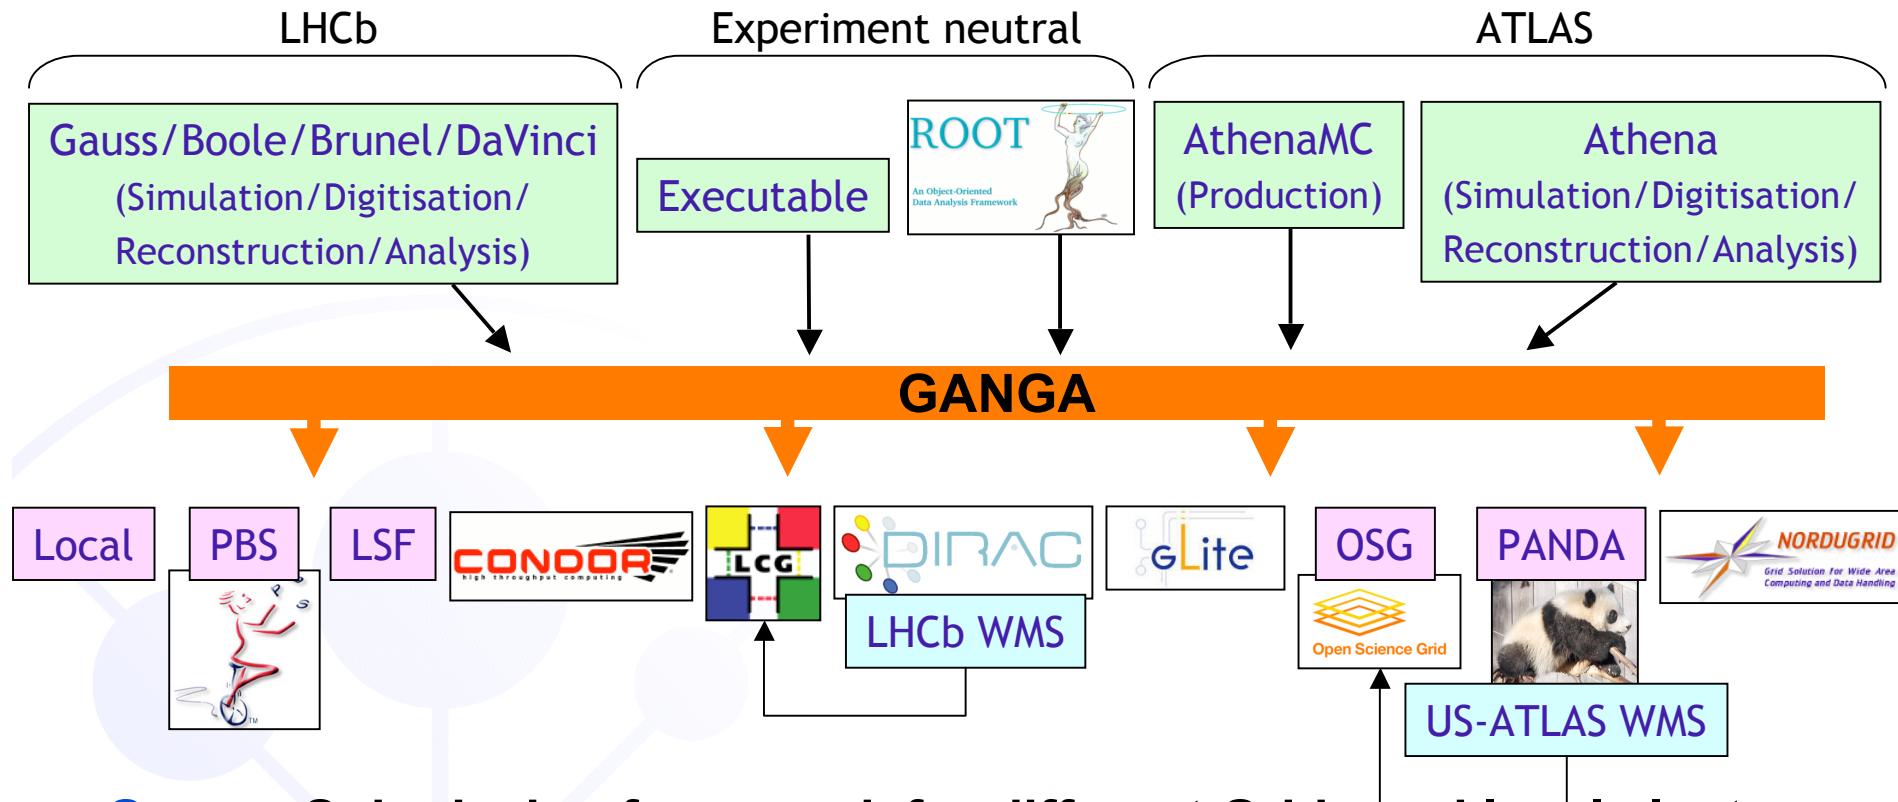 LHCb
Experiment neutral
ATLAS
Gauss/Boole/Brunel/DaVinci
(Simulation/Digitisation/
Reconstruction/Analysis)
Executable
ROOT
An Object-Oriented
Data Analysis Framework
AthenaMC
(Production)
Athena
(Simulation/Digitisation/
Reconstruction/Analysis)
GANGA
Local
PBS
LSF
CONDOR
high throughput computing
LCG
DIRAC
LHCb WMS
gLite
OSG
Open Science Grid
PANDA
US-ATLAS WMS
NORDUGRID
Grid Solution for Wide Area
Computing and Data Handling
P
S
TM